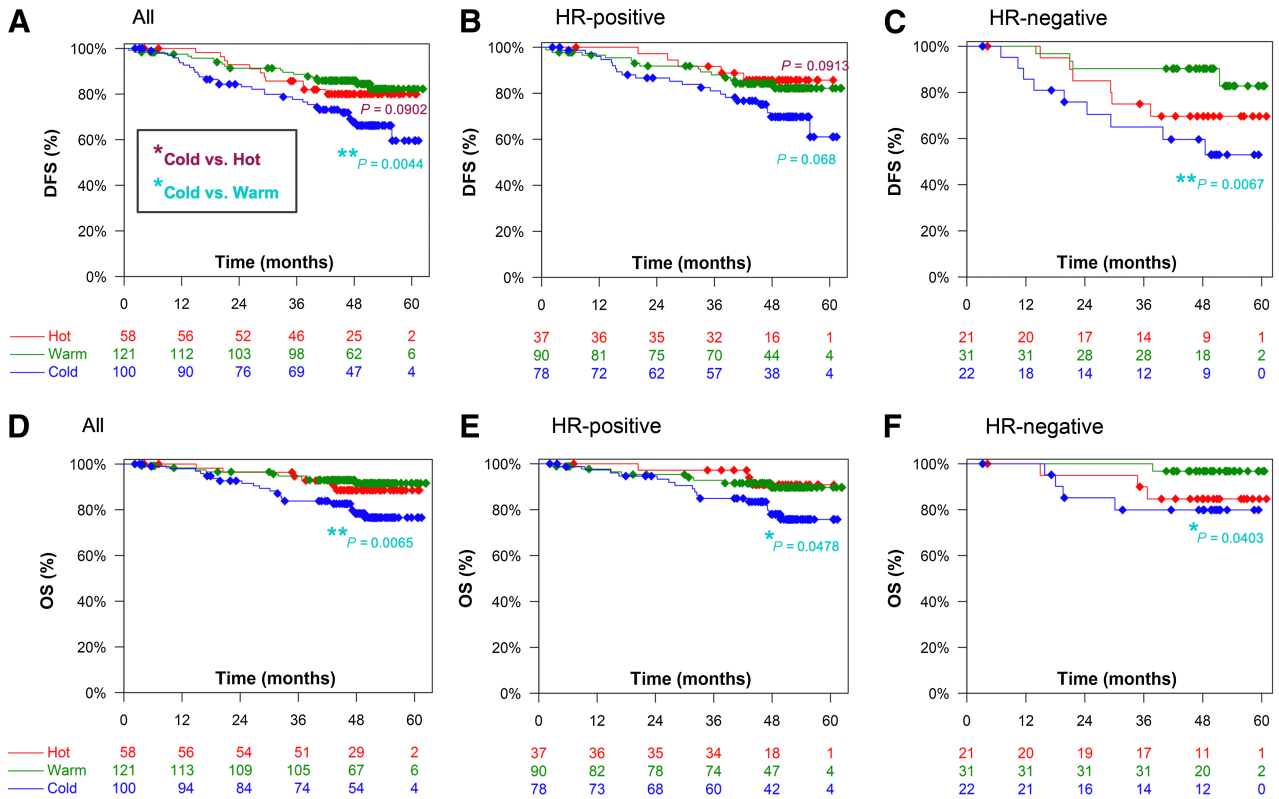 A All
100%
80%
60%
40%
20%
0%
DFS (%)
P = 0.0902
*Cold vs. Hot
*Cold vs. Warm
**P = 0.0044
Time (months)
0 12 24 36 48 60
Hot 58 56 52 46 25 2
Warm 121 112 103 98 62 6
Cold 100 90 76 69 47 4
B HR-positive
100%
80%
60%
40%
20%
0%
DFS (%)
P = 0.0913
P = 0.068
Time (months)
0 12 24 36 48 60
37 36 35 32 16 1
90 81 75 70 44 4
78 72 62 57 38 4
C HR-negative
100%
80%
60%
40%
20%
0%
DFS (%)
**P = 0.0067
Time (months)
0 12 24 36 48 60
21 20 17 14 9 1
31 31 28 28 18 2
22 18 14 12 9 0
D All
100%
80%
60%
40%
20%
0%
OS (%)
**P = 0.0065
Time (months)
0 12 24 36 48 60
Hot 58 56 54 51 29 2
Warm 121 113 109 105 67 6
Cold 100 94 84 74 54 4
E HR-positive
100%
80%
60%
40%
20%
0%
OS (%)
*P = 0.0478
Time (months)
0 12 24 36 48 60
37 36 35 34 18 1
90 82 78 74 47 4
78 73 68 60 42 4
F HR-negative
100%
80%
60%
40%
20%
0%
OS (%)
*P = 0.0403
Time (months)
0 12 24 36 48 60
21 20 19 17 11 1
31 31 31 31 20 2
22 21 16 14 12 0